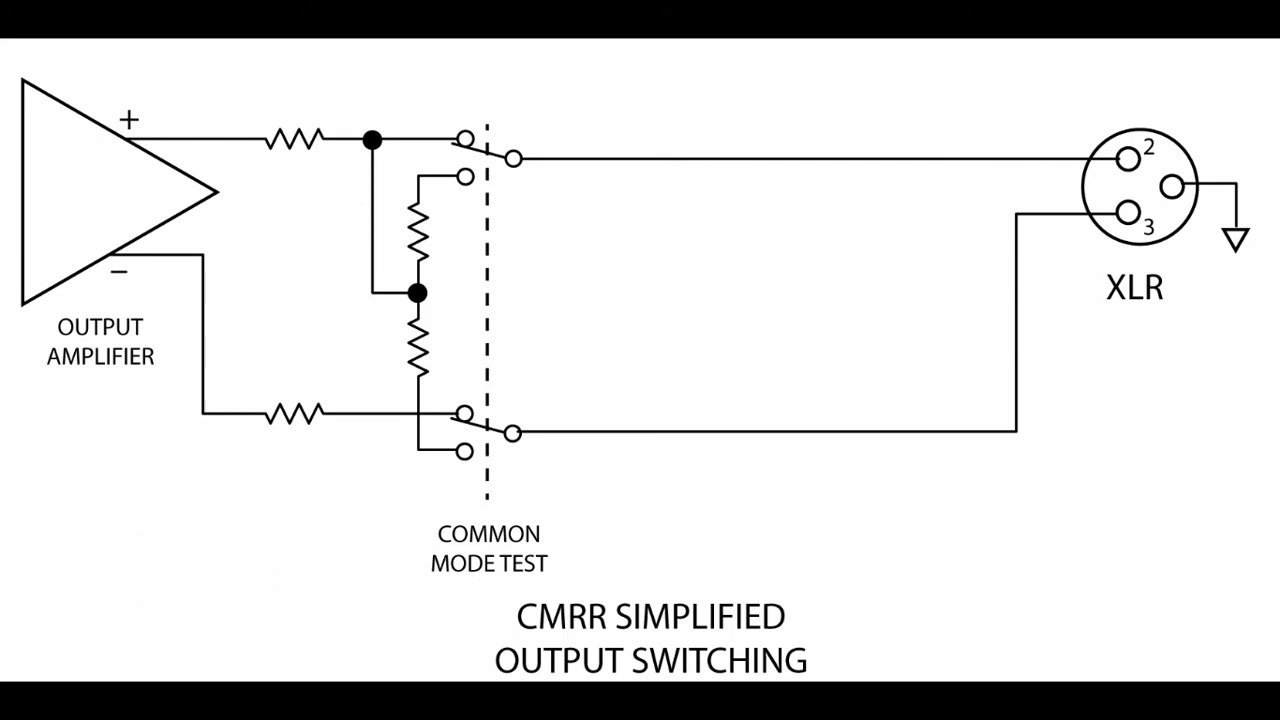 +
−
OUTPUT
AMPLIFIER
2
3
XLR
COMMON
MODE TEST
CMRR SIMPLIFIED
OUTPUT SWITCHING